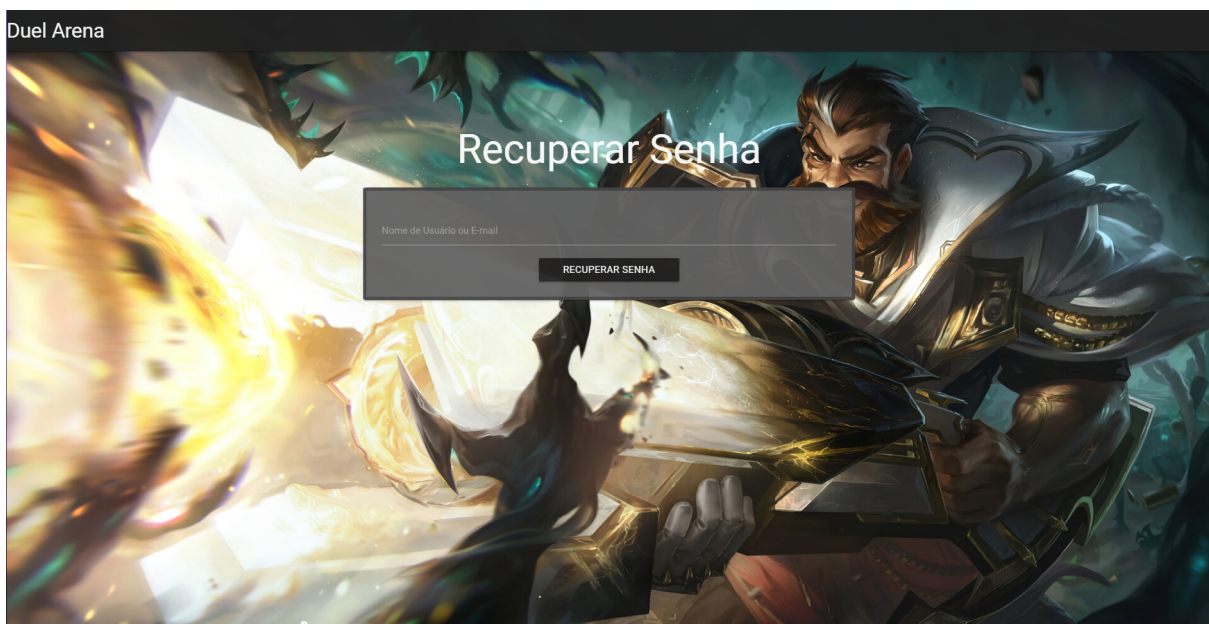 Duel Arena
Recuperar Senha
Nome de Usuário ou E-mail
RECUPERAR SENHA